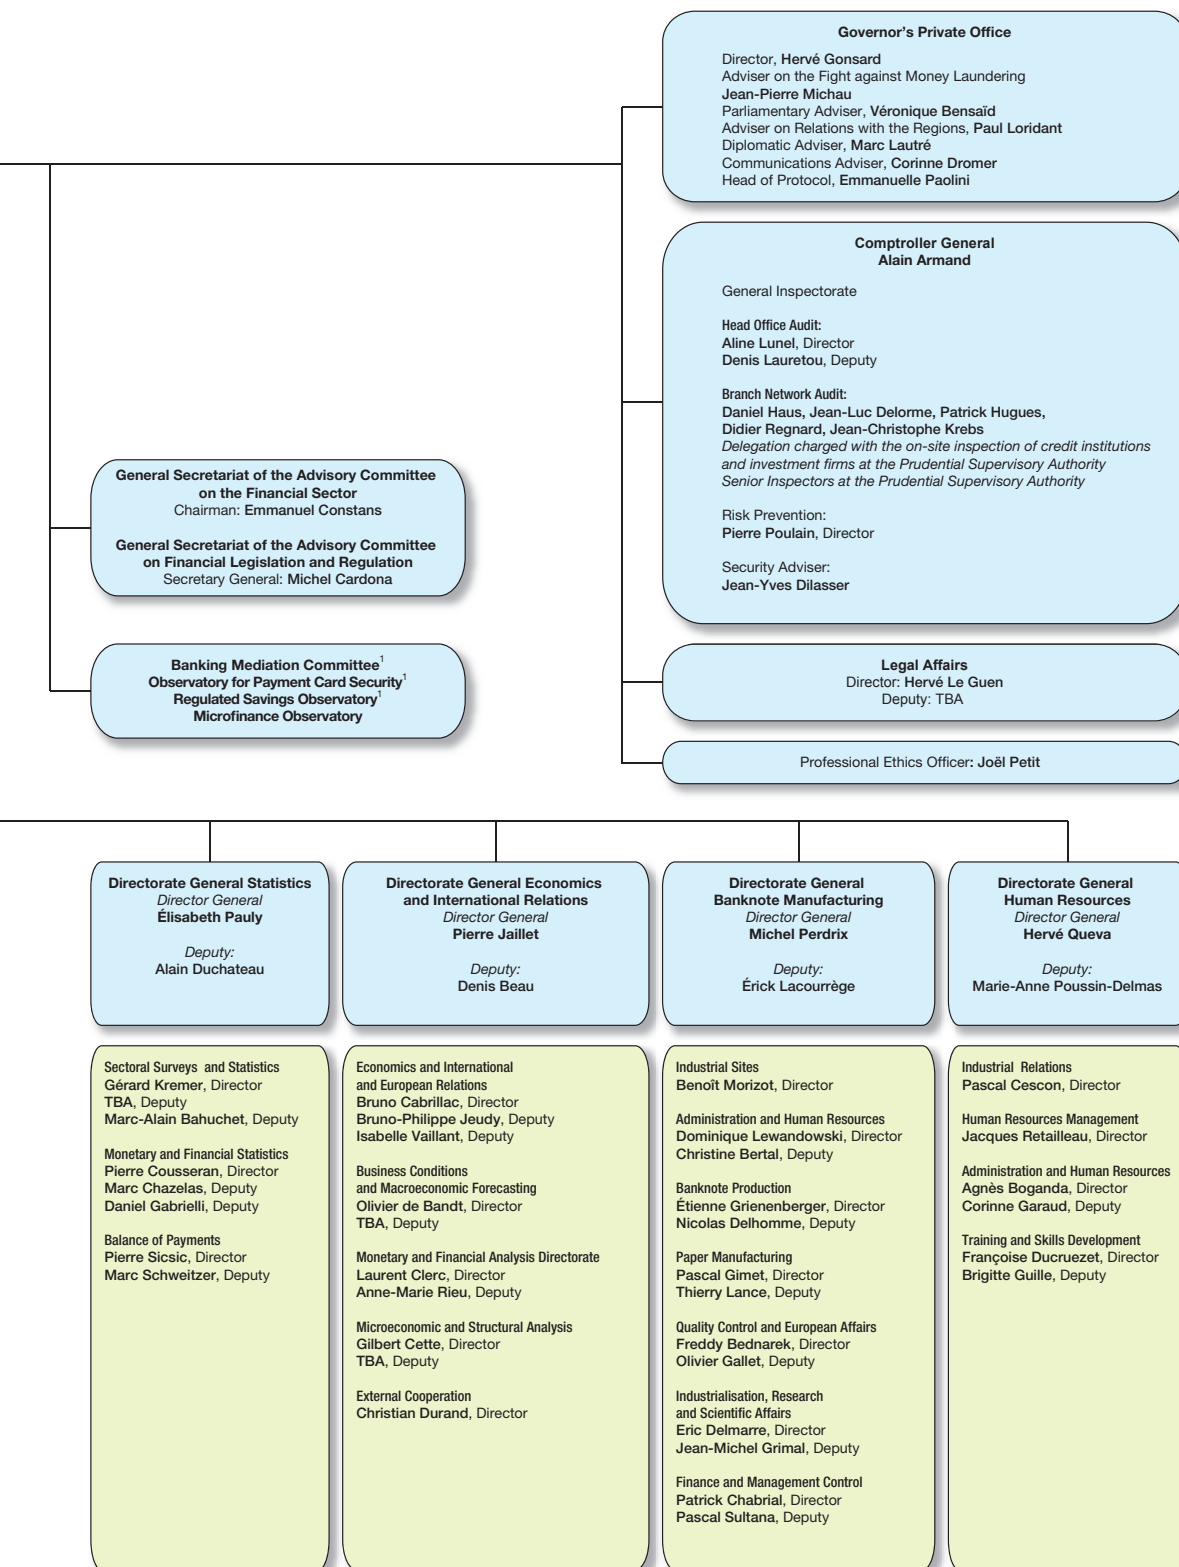 Governor's Private Office
Director, Hervé Gonsard
Adviser on the Fight against Money Laundering
Jean-Pierre Michau
Parliamentary Adviser, Véronique Bensaïd
Adviser on Relations with the Regions, Paul Loridant
Diplomatic Adviser, Marc Lautré
Communications Adviser, Corinne Dromer
Head of Protocol, Emmanuelle Paolini
Comptroller General
Alain Armand
General Inspectorate
Head Office Audit:
Aline Lunel, Director
Denis Lauretou, Deputy
Branch Network Audit:
Daniel Haus, Jean-Luc Delorme, Patrick Hugues,
Didier Regnard, Jean-Christophe Krebs
Delegation charged with the on-site inspection of credit institutions
and investment firms at the Prudential Supervisory Authority
Senior Inspectors at the Prudential Supervisory Authority
Risk Prevention:
Pierre Poulain, Director
Security Adviser:
Jean-Yves Dilasser
General Secretariat of the Advisory Committee
on the Financial Sector
Chairman: Emmanuel Constans
General Secretariat of the Advisory Committee
on Financial Legislation and Regulation
Secretary General: Michel Cardona
Banking Mediation Committee¹
Observatory for Payment Card Security¹
Regulated Savings Observatory¹
Microfinance Observatory
Legal Affairs
Director: Hervé Le Guen
Deputy: TBA
Professional Ethics Officer: Joël Petit
Directorate General Statistics
Director General
Élisabeth Pauly
Deputy:
Alain Duchateau
Sectoral Surveys and Statistics
Gérard Kremer, Director
TBA, Deputy
Marc-Alain Bahuchet, Deputy
Monetary and Financial Statistics
Pierre Cousseran, Director
Marc Chazelas, Deputy
Daniel Gabrielli, Deputy
Balance of Payments
Pierre Sicsic, Director
Marc Schweitzer, Deputy
Directorate General Economics
and International Relations
Director General
Pierre Jaillet
Deputy:
Denis Beau
Economics and International
and European Relations
Bruno Cabrillac, Director
Bruno-Philippe Jeudy, Deputy
Isabelle Vaillant, Deputy
Business Conditions
and Macroeconomic Forecasting
Olivier de Bandt, Director
TBA, Deputy
Monetary and Financial Analysis Directorate
Laurent Clerc, Director
Anne-Marie Rieu, Deputy
Microeconomic and Structural Analysis
Gilbert Cette, Director
TBA, Deputy
External Cooperation
Christian Durand, Director
Directorate General
Banknote Manufacturing
Director General
Michel Perdrix
Deputy:
Érick Lacourrège
Industrial Sites
Benoît Morizot, Director
Administration and Human Resources
Dominique Lewandowski, Director
Christine Bertal, Deputy
Banknote Production
Étienne Grienenberger, Director
Nicolas Delhomme, Deputy
Paper Manufacturing
Pascal Gimet, Director
Thierry Lance, Deputy
Quality Control and European Affairs
Freddy Bednarek, Director
Olivier Gallet, Deputy
Industrialisation, Research
and Scientific Affairs
Eric Delmarre, Director
Jean-Michel Grimal, Deputy
Finance and Management Control
Patrick Chabrial, Director
Pascal Sultana, Deputy
Directorate General
Human Resources
Director General
Hervé Queva
Deputy:
Marie-Anne Poussin-Delmas
Industrial Relations
Pascal Cescon, Director
Human Resources Management
Jacques Retailleau, Director
Administration and Human Resources
Agnès Boganda, Director
Corinne Garaud, Deputy
Training and Skills Development
Françoise Ducruezet, Director
Brigitte Guille, Deputy